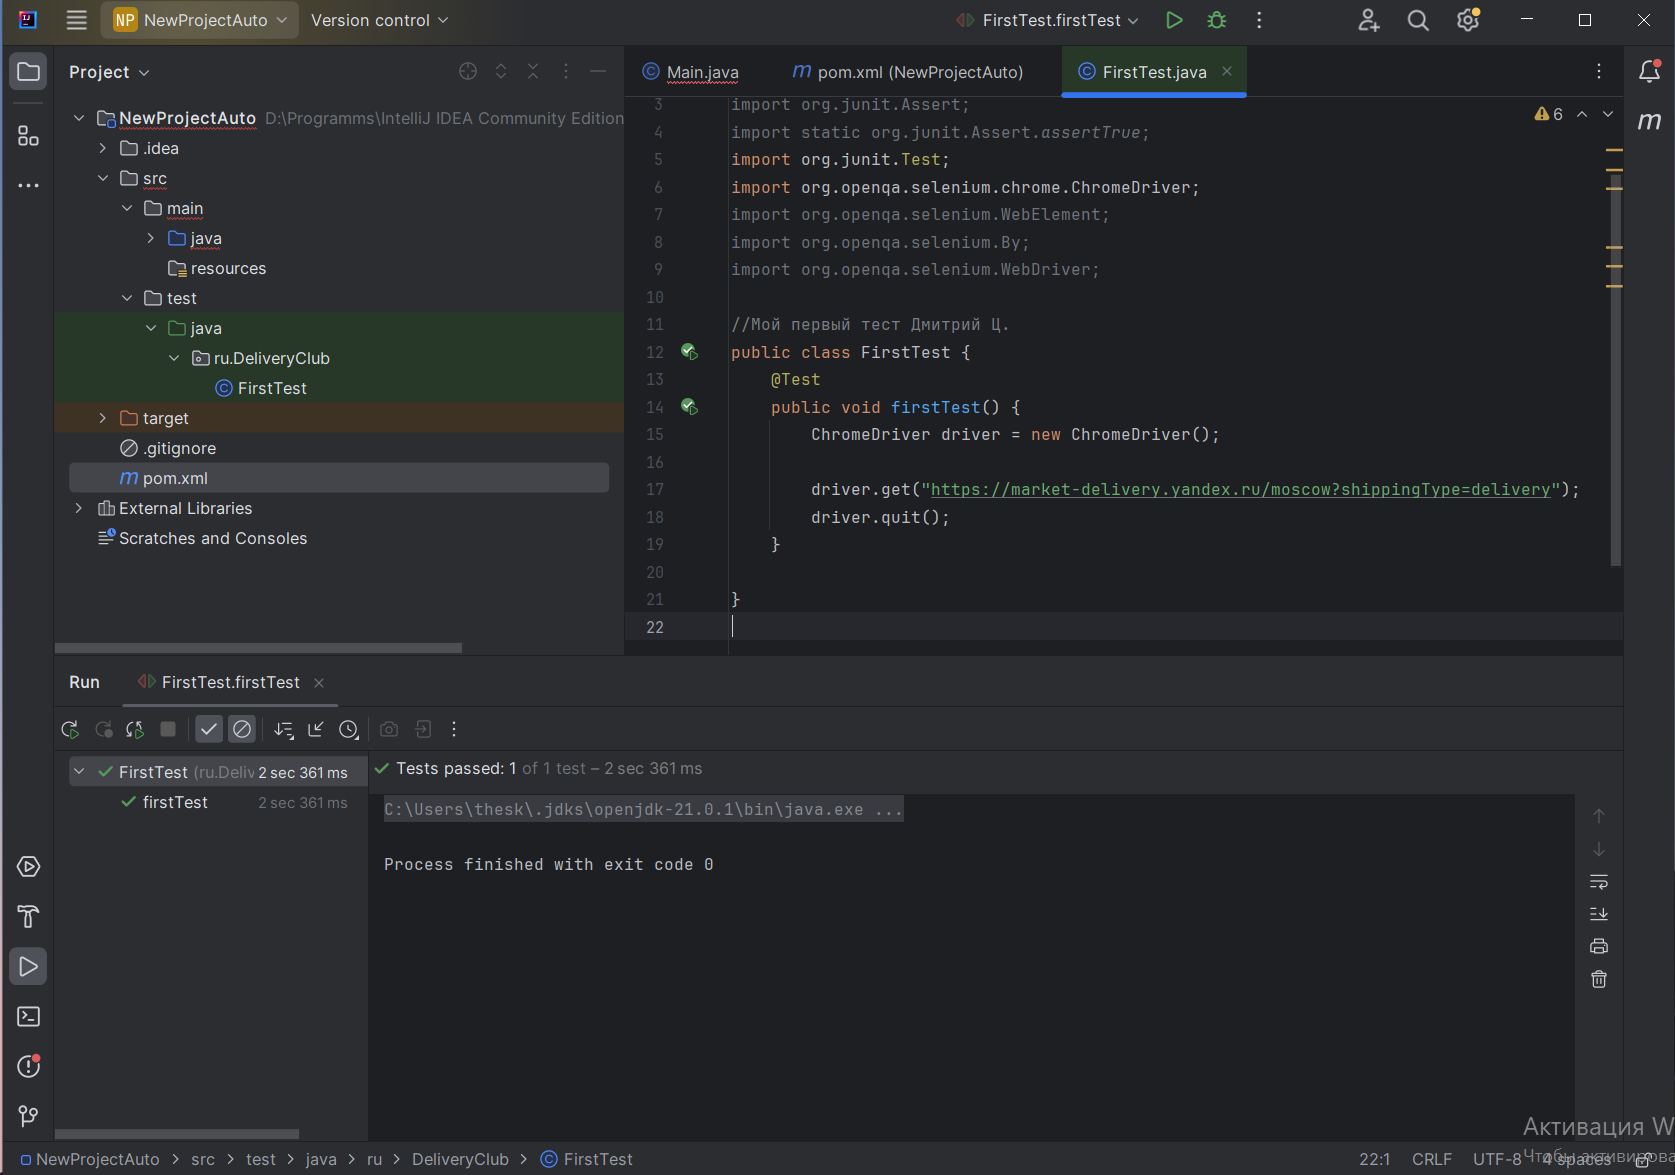 NP NewProjectAuto Version control FirstTest.firstTest
Project
Main.java
pom.xml (NewProjectAuto)
FirstTest.java
NewProjectAuto D:\Programms\IntelliJ IDEA Community Edition
.idea
src
main
java
resources
test
java
ru.DeliveryClub
FirstTest
target
.gitignore
pom.xml
External Libraries
Scratches and Consoles
6
3 import org.junit.Assert;
4 import static org.junit.Assert.assertTrue;
5 import org.junit.Test;
6 import org.openqa.selenium.chrome.ChromeDriver;
7 import org.openqa.selenium.WebElement;
8 import org.openqa.selenium.By;
9 import org.openqa.selenium.WebDriver;
10
11 //Мой первый тест Дмитрий Ц.
12 public class FirstTest {
13 @Test
14 public void firstTest() {
15 ChromeDriver driver = new ChromeDriver();
16
17 driver.get("https://market-delivery.yandex.ru/moscow?shippingType=delivery");
18 driver.quit();
19 }
20
21 }
22
m
Run FirstTest.firstTest
FirstTest (ru.Deliv 2 sec 361 ms
firstTest 2 sec 361 ms
Tests passed: 1 of 1 test – 2 sec 361 ms
C:\Users\thesk\.jdks\openjdk-21.0.1\bin\java.exe ...
Process finished with exit code 0
Активация W
NewProjectAuto > src > test > java > ru > DeliveryClub > FirstTest
22:1 CRLF UTF-8 4 spaces